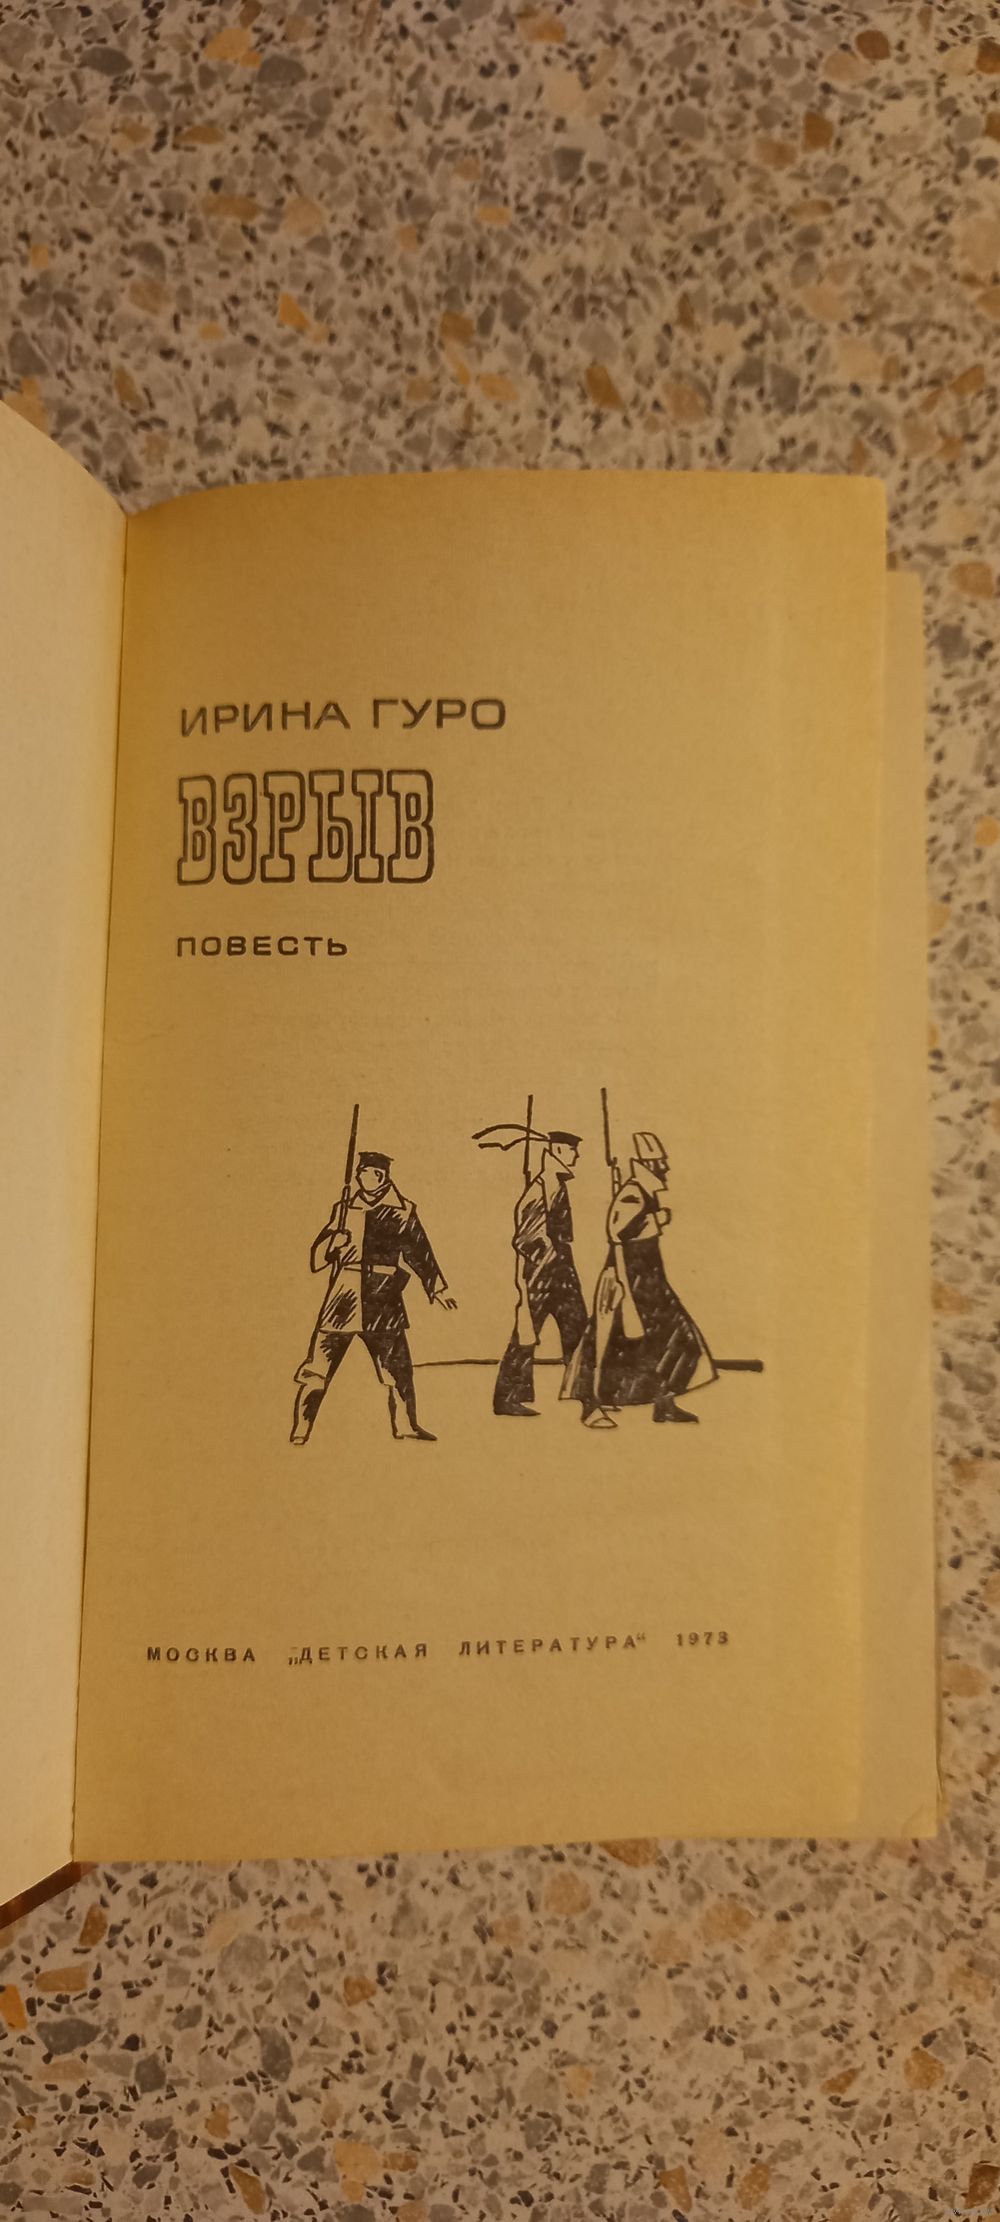 ИРИНА ГУРО
ВЗРЫВ
ПОВЕСТЬ
МОСКВА „ДЕТСКАЯ ЛИТЕРАТУРА“ 1973